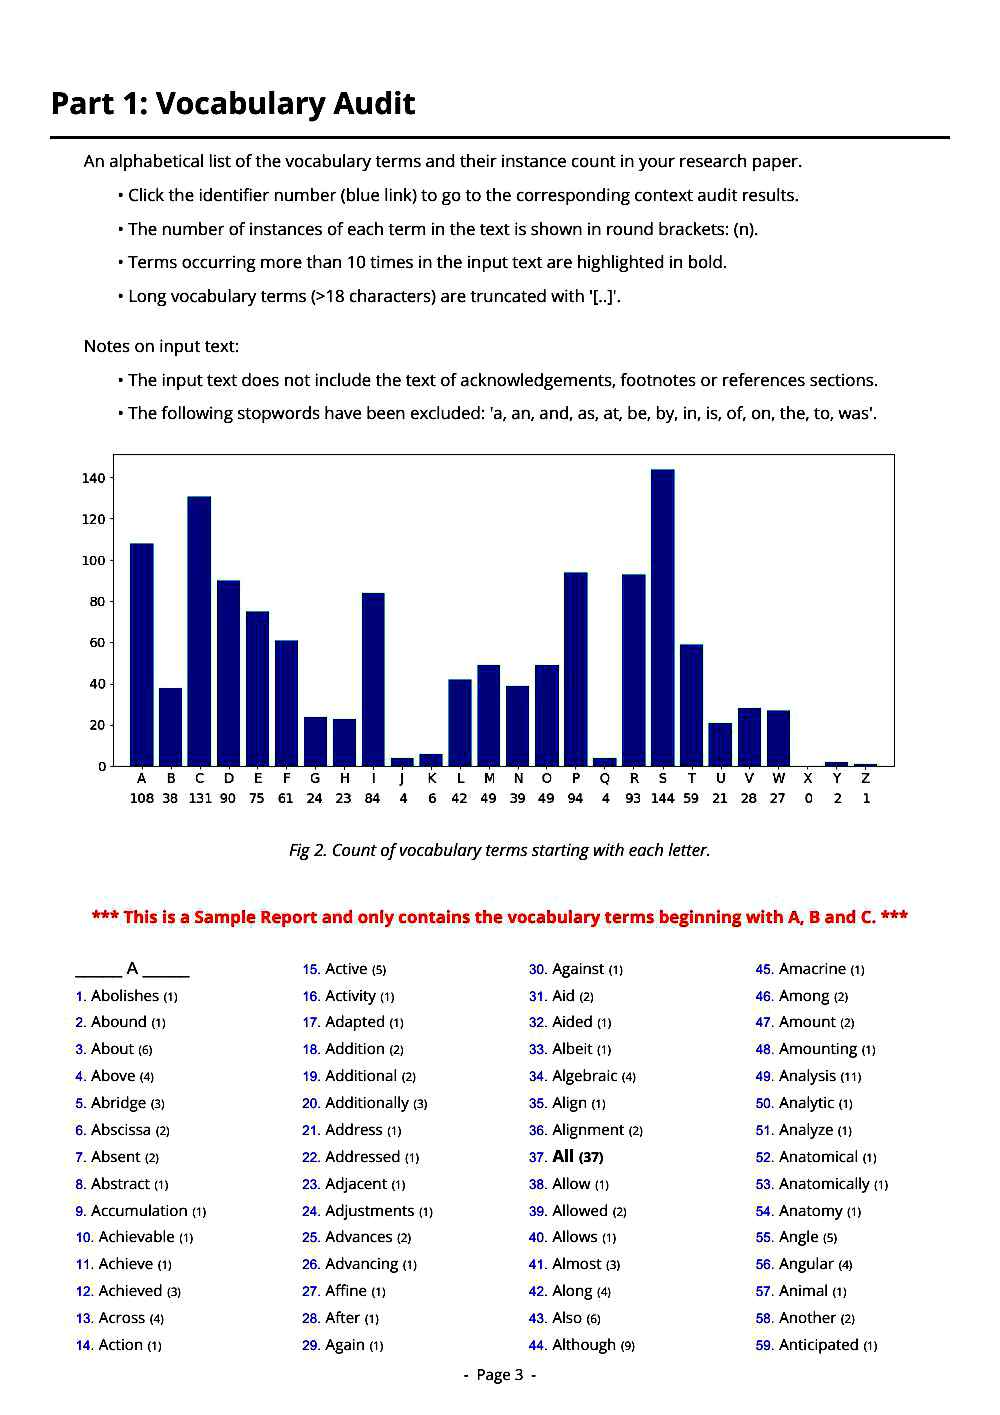 Part 1: Vocabulary Audit
An alphabetical list of the vocabulary terms and their instance count in your research paper.
• Click the identifier number (blue link) to go to the corresponding context audit results.
• The number of instances of each term in the text is shown in round brackets: (n).
• Terms occurring more than 10 times in the input text are highlighted in bold.
• Long vocabulary terms (>18 characters) are truncated with '[..]'.
Notes on input text:
• The input text does not include the text of acknowledgements, footnotes or references sections.
• The following stopwords have been excluded: 'a, an, and, as, at, be, by, in, is, of, on, the, to, was'.
140
120
100
80
60
40
20
0
A B C D E F G H I J K L M N O P Q R S T U V W X Y Z
108 38 131 90 75 61 24 23 84 4 6 42 49 39 49 94 4 93 144 59 21 28 27 0 2 1
Fig 2. Count of vocabulary terms starting with each letter.
*** This is a Sample Report and only contains the vocabulary terms beginning with A, B and C. ***
______ A ______
1. Abolishes (1)
2. Abound (1)
3. About (6)
4. Above (4)
5. Abridge (3)
6. Abscissa (2)
7. Absent (2)
8. Abstract (1)
9. Accumulation (1)
10. Achievable (1)
11. Achieve (1)
12. Achieved (3)
13. Across (4)
14. Action (1)
15. Active (5)
16. Activity (1)
17. Adapted (1)
18. Addition (2)
19. Additional (2)
20. Additionally (3)
21. Address (1)
22. Addressed (1)
23. Adjacent (1)
24. Adjustments (1)
25. Advances (2)
26. Advancing (1)
27. Affine (1)
28. After (1)
29. Again (1)
30. Against (1)
31. Aid (2)
32. Aided (1)
33. Albeit (1)
34. Algebraic (4)
35. Align (1)
36. Alignment (2)
37. All (37)
38. Allow (1)
39. Allowed (2)
40. Allows (1)
41. Almost (3)
42. Along (4)
43. Also (6)
44. Although (9)
45. Amacrine (1)
46. Among (2)
47. Amount (2)
48. Amounting (1)
49. Analysis (11)
50. Analytic (1)
51. Analyze (1)
52. Anatomical (1)
53. Anatomically (1)
54. Anatomy (1)
55. Angle (5)
56. Angular (4)
57. Animal (1)
58. Another (2)
59. Anticipated (1)
- Page 3 -